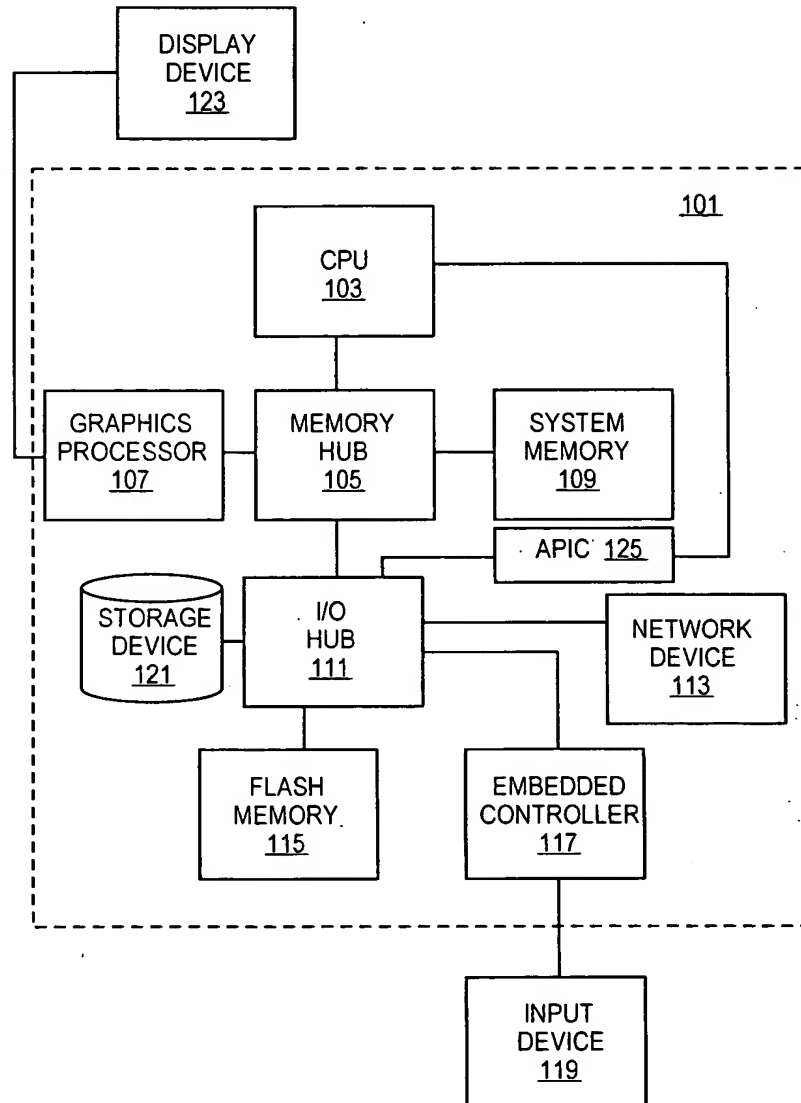 DISPLAY
DEVICE
123
101
CPU
103
GRAPHICS
PROCESSOR
107
MEMORY
HUB
105
SYSTEM
MEMORY
109
APIC 125
STORAGE
DEVICE
121
I/O
HUB
111
NETWORK
DEVICE
113
FLASH
MEMORY
115
EMBEDDED
CONTROLLER
117
INPUT
DEVICE
119